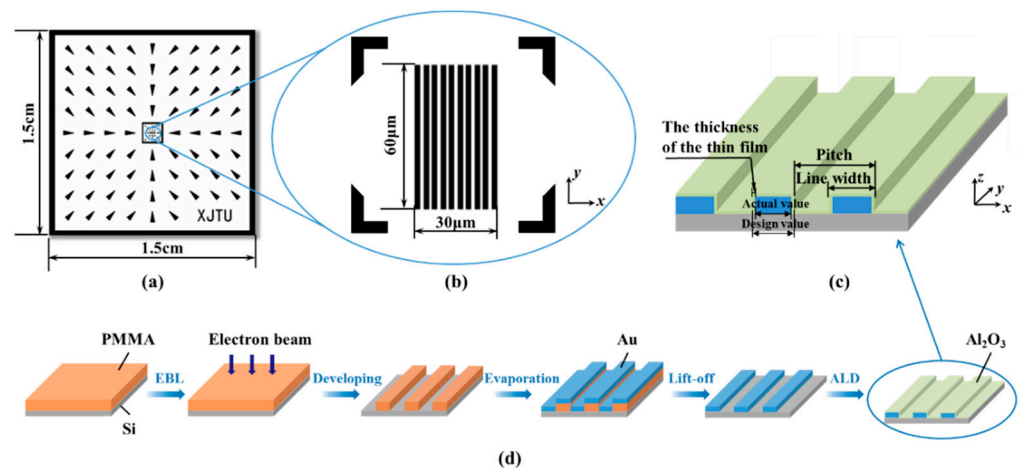 1.5cm
XJTU
1.5cm
(a)
60μm
30μm
y
x
(b)
The thickness
of the thin film
Pitch
Line width
Actual value
Design value
z
y
x
(c)
PMMA
Si
EBL
Electron beam
Developing
Evaporation
Au
Lift-off
ALD
Al₂O₃
(d)